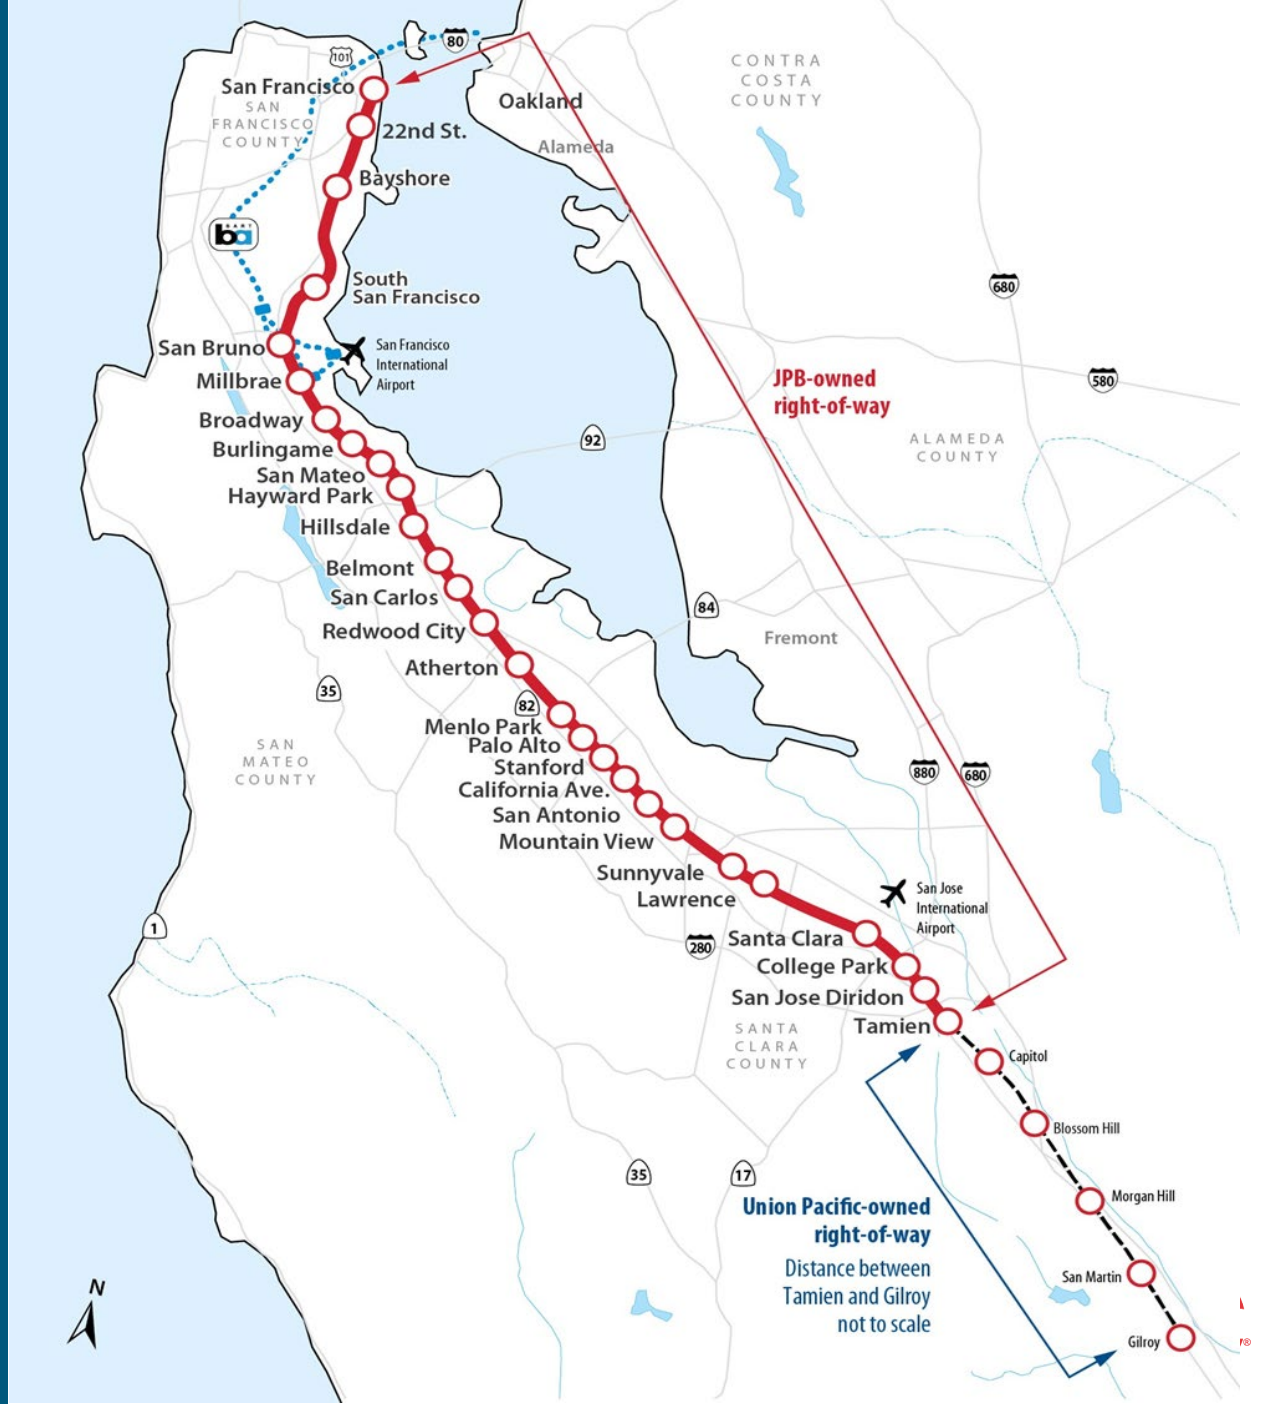 80
101
CONTRA
COSTA
COUNTY
San Francisco
SAN
FRANCISCO
COUNTY
Oakland
22nd St.
Alameda
Bayshore
BART
ba
South
San Francisco
680
San Bruno
San Francisco
International
Airport
Millbrae
JPB-owned
right-of-way
580
Broadway
92
ALAMEDA
COUNTY
Burlingame
San Mateo
Hayward Park
Hillsdale
Belmont
San Carlos
84
Redwood City
Fremont
Atherton
35
82
Menlo Park
SAN
MATEO
COUNTY
Palo Alto
Stanford
880
680
California Ave.
San Antonio
Mountain View
Sunnyvale
Lawrence
San Jose
International
Airport
1
280
Santa Clara
College Park
San Jose Diridon
Tamien
SANTA
CLARA
COUNTY
Capitol
Blossom Hill
35
17
Morgan Hill
Union Pacific-owned
right-of-way
Distance between
Tamien and Gilroy
not to scale
San Martin
N
Gilroy